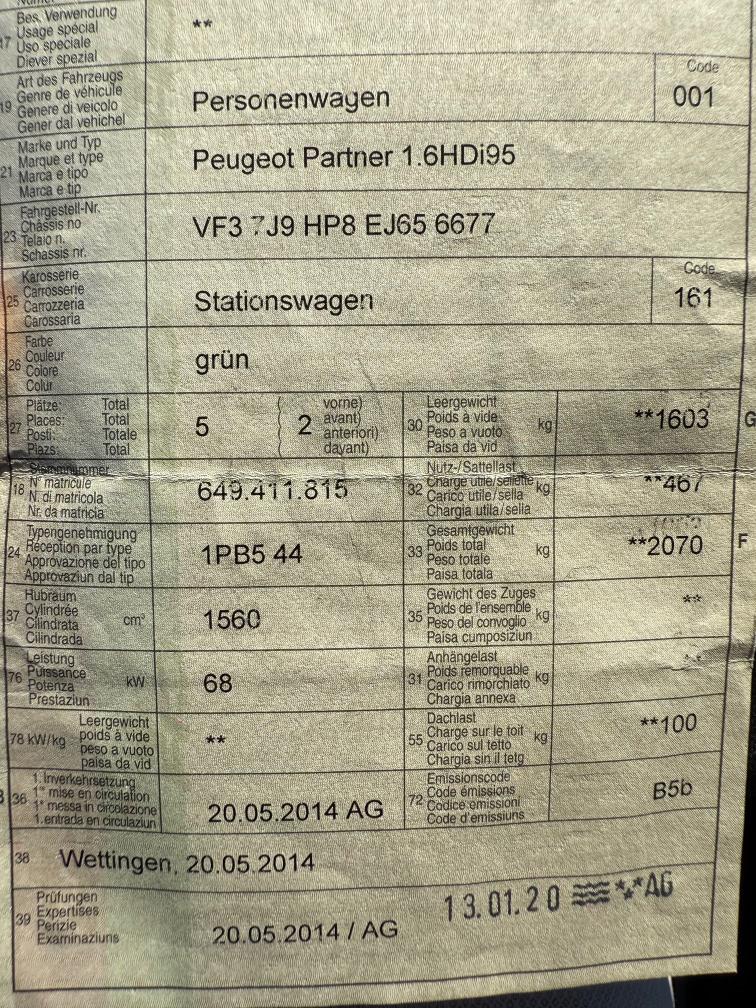 Bes. Verwendung
Usage spécial
17 Uso speciale
Diever spezial
**
Art des Fahrzeugs
Genre de véhicule
19 Genere di veicolo
Gener dal vehichel
Personenwagen
Code
001
Marke und Typ
Marque et type
21 Marca e tipo
Marca e tip
Peugeot Partner 1.6HDi95
Fahrgestell-Nr.
Châssis no
23 Telaio n.
Schassis nr.
VF3 7J9 HP8 EJ65 6677
Karosserie
25 Carrosserie
Carrozzeria
Carossaria
Stationswagen
Code
161
Farbe
26 Couleur
Colore
Colur
grün
Plätze: Total
27 Places: Total
Posti: Totale
Plazs: Total
5
2
vorne)
avant)
anteriori)
davant)
Leergewicht
30 Poids à vide kg
Peso a vuoto
Paisa da vid
**1603
G
Stammnummer
18 N° matricule
N. di matricola
Nr. da matricla
649.411.815
Nutz-/Sattellast
32 Charge utile/sellette kg
Carico utile/sella
Chargia utila/sella
**467
Typengenehmigung
24 Réception par type
Approvazione del tipo
Approvaziun dal tip
1PB5 44
Gesamtgewicht
33 Poids total kg
Peso totale
Paisa totala
**2070
F
Hubraum
37 Cylindrée cm³
Cilindrata
Cilindrada
1560
Gewicht des Zuges
35 Poids de l'ensemble kg
Peso del convoglio
Paisa cumposiziun
**
Leistung
76 Puissance kW
Potenza
Prestaziun
68
Anhängelast
31 Poids remorquable kg
Carico rimorchiato
Chargia annexa
Leergewicht
78 kW/kg poids à vide
peso a vuoto
paisa da vid
**
Dachlast
55 Charge sur le toit kg
Carico sul tetto
Chargia sin il tetg
**100
1. Inverkehrsetzung
36 1re mise en circulation
1a messa in circolazione
1. entrada en circulaziun
20.05.2014 AG
Emissionscode
72 Code émissions
Codice emissioni
Code d'emissiuns
B5b
38 Wettingen, 20.05.2014
Prüfungen
39 Expertises
Perizie
Examinaziuns
20.05.2014 / AG
13.01.20 AG